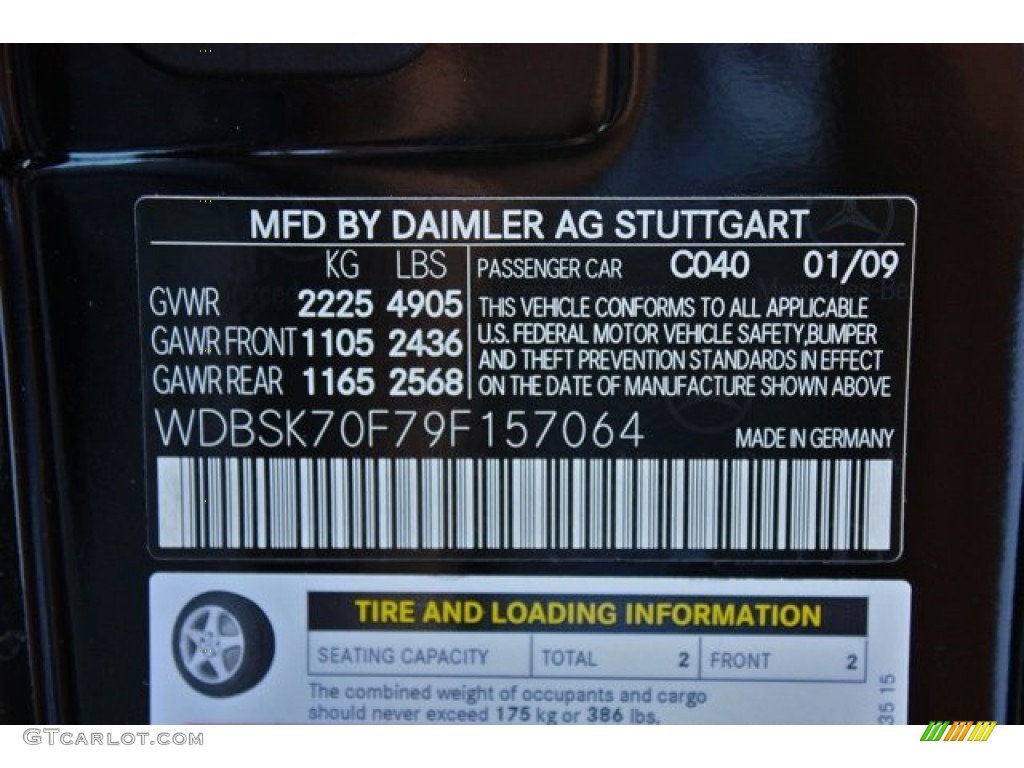 MFD BY DAIMLER AG STUTTGART
KG LBS
GVWR 2225 4905
GAWR FRONT 1105 2436
GAWR REAR 1165 2568
PASSENGER CAR C040 01/09
THIS VEHICLE CONFORMS TO ALL APPLICABLE
U.S. FEDERAL MOTOR VEHICLE SAFETY,BUMPER
AND THEFT PREVENTION STANDARDS IN EFFECT
ON THE DATE OF MANUFACTURE SHOWN ABOVE
WDBSK70F79F157064
MADE IN GERMANY
TIRE AND LOADING INFORMATION
SEATING CAPACITY TOTAL 2 FRONT 2
The combined weight of occupants and cargo
should never exceed 175 kg or 386 lbs.
3515
GTCarLot.com